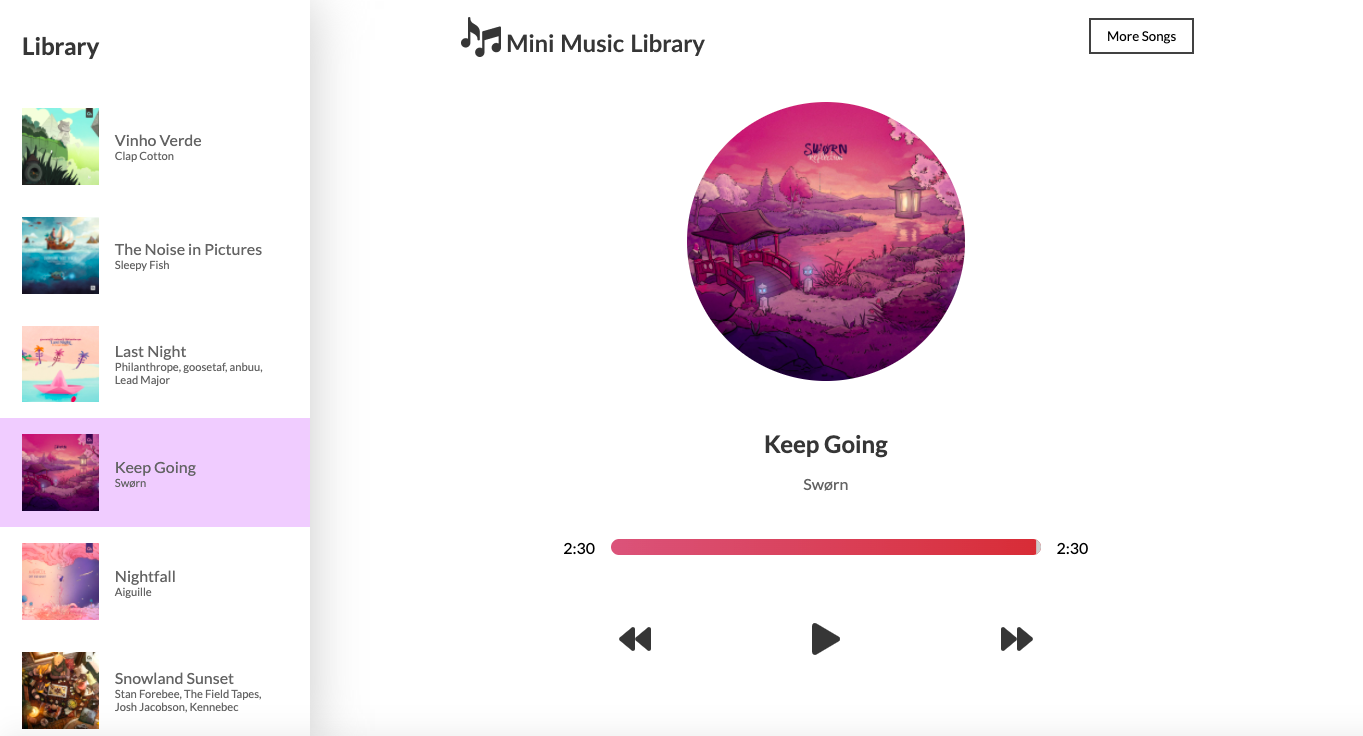 Library
Vinho Verde
Clap Cotton
The Noise in Pictures
Sleepy Fish
Last Night
Philanthrope, goosetaf, anbuu,
Lead Major
Keep Going
Swørn
Nightfall
Aiguille
Snowland Sunset
Stan Forebee, The Field Tapes,
Josh Jacobson, Kennebec
Mini Music Library
More Songs
SWØRN
Keep Going
Swørn
2:30 2:30